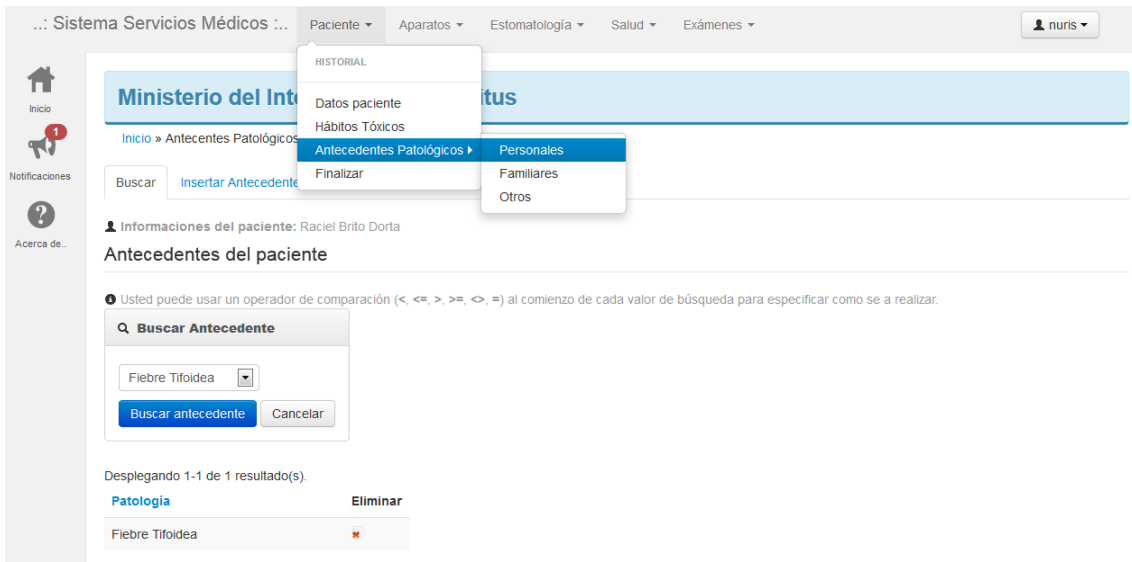 ..: Sistema Servicios Médicos :.. Paciente Aparatos Estomatología Salud Exámenes nuris
HISTORIAL
Datos paciente
Hábitos Tóxicos
Antecedentes Patológicos Personales
Finalizar Familiares
Otros
Inicio
1
Notificaciones
Acerca de..
Ministerio del Int itus
Inicio » Antecentes Patológicos
Buscar Insertar Antecedente
Informaciones del paciente: Raciel Brito Dorta
Antecedentes del paciente
Usted puede usar un operador de comparación (<, <=, >, >=, <>, =) al comienzo de cada valor de búsqueda para especificar como se a realizar.
Buscar Antecedente
Fiebre Tifoidea
Buscar antecedente Cancelar
Desplegando 1-1 de 1 resultado(s).
Patología Eliminar
Fiebre Tifoidea